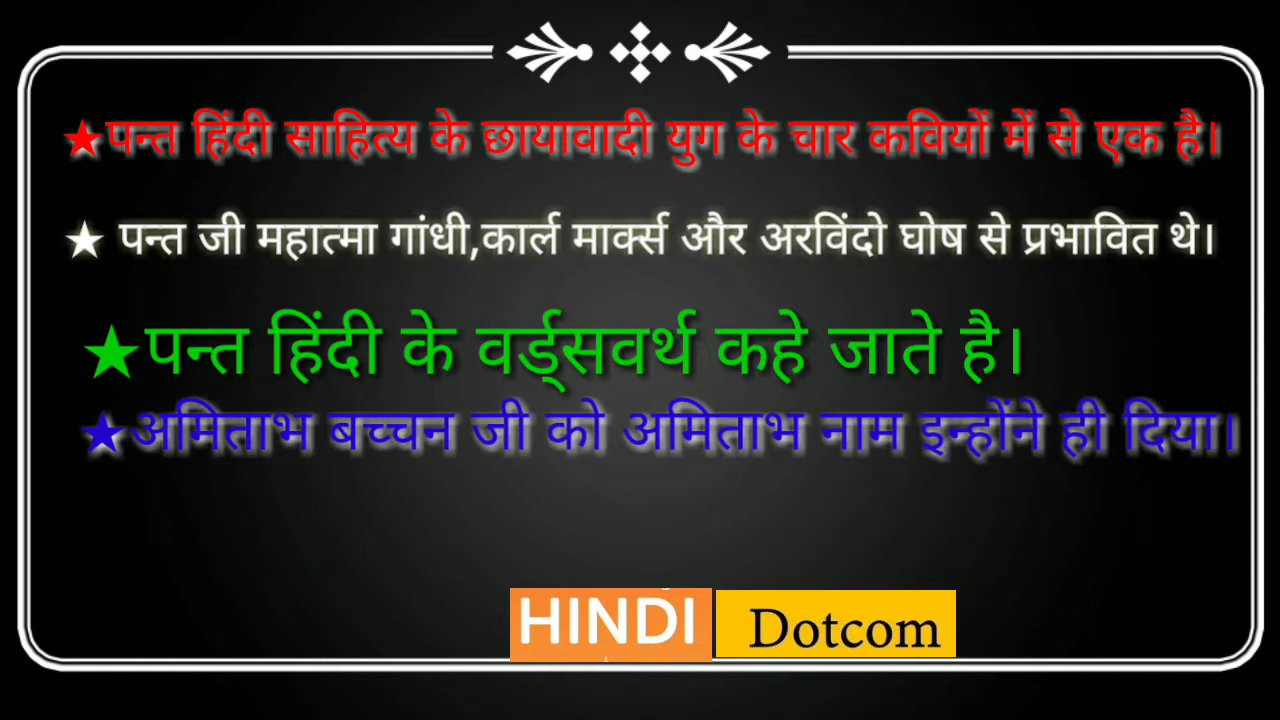 ★पन्त हिंदी साहित्य के छायावादी युग के चार कवियों में से एक है।
★ पन्त जी महात्मा गांधी,कार्ल मार्क्स और अरविंदो घोष से प्रभावित थे।
★पन्त हिंदी के वर्ड्सवर्थ कहे जाते है।
★अमिताभ बच्चन जी को अमिताभ नाम इन्होंने ही दिया।
HINDI Dotcom